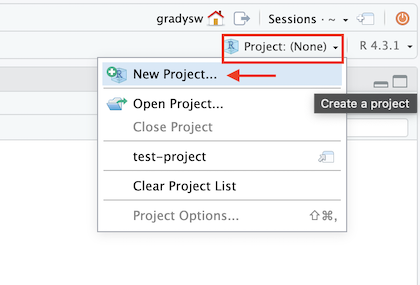 gradysw Sessions · ~
Project: (None) R 4.3.1
New Project...
Open Project...
Create a project
Close Project
test-project
Clear Project List
Project Options... ⇧⌘,